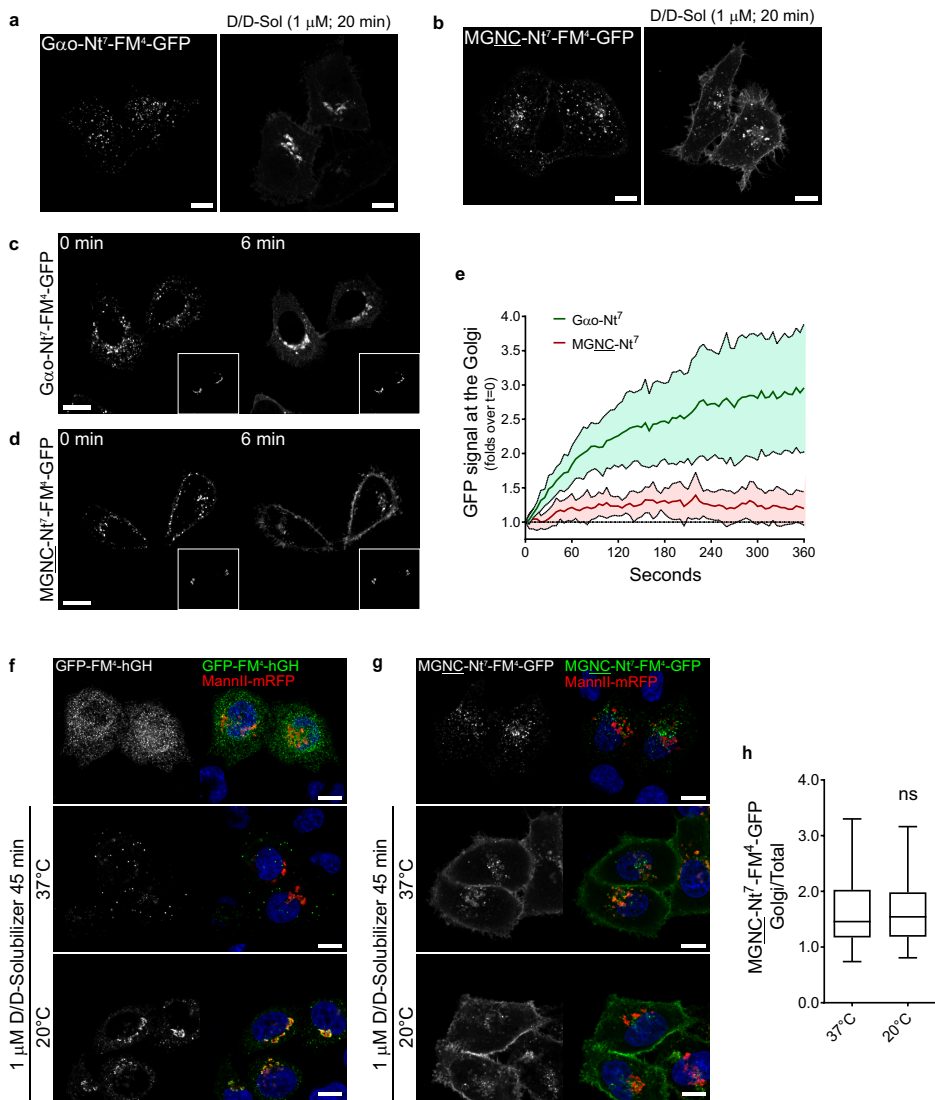 a
D/D-Sol (1 µM; 20 min)
Gαo-Nt⁷-FM⁴-GFP
b
D/D-Sol (1 µM; 20 min)
MGNC-Nt⁷-FM⁴-GFP
c
0 min
6 min
Gαo-Nt⁷-FM⁴-GFP
d
0 min
6 min
MGNC-Nt⁷-FM⁴-GFP
e
Gαo-Nt⁷
MGNC-Nt⁷
GFP signal at the Golgi
(folds over t=0)
4.0
3.5
3.0
2.5
2.0
1.5
1.0
0
60
120
180
240
300
360
Seconds
f
GFP-FM⁴-hGH
GFP-FM⁴-hGH
MannII-mRFP
1 µM D/D-Solubilizer 45 min
37°C
20°C
g
MGNC-Nt⁷-FM⁴-GFP
MGNC-Nt⁷-FM⁴-GFP
MannII-mRFP
1 µM D/D-Solubilizer 45 min
37°C
20°C
h
MGNC-Nt⁷-FM⁴-GFP
Golgi/Total
4.0
3.0
2.0
1.0
0.0
ns
37°C
20°C